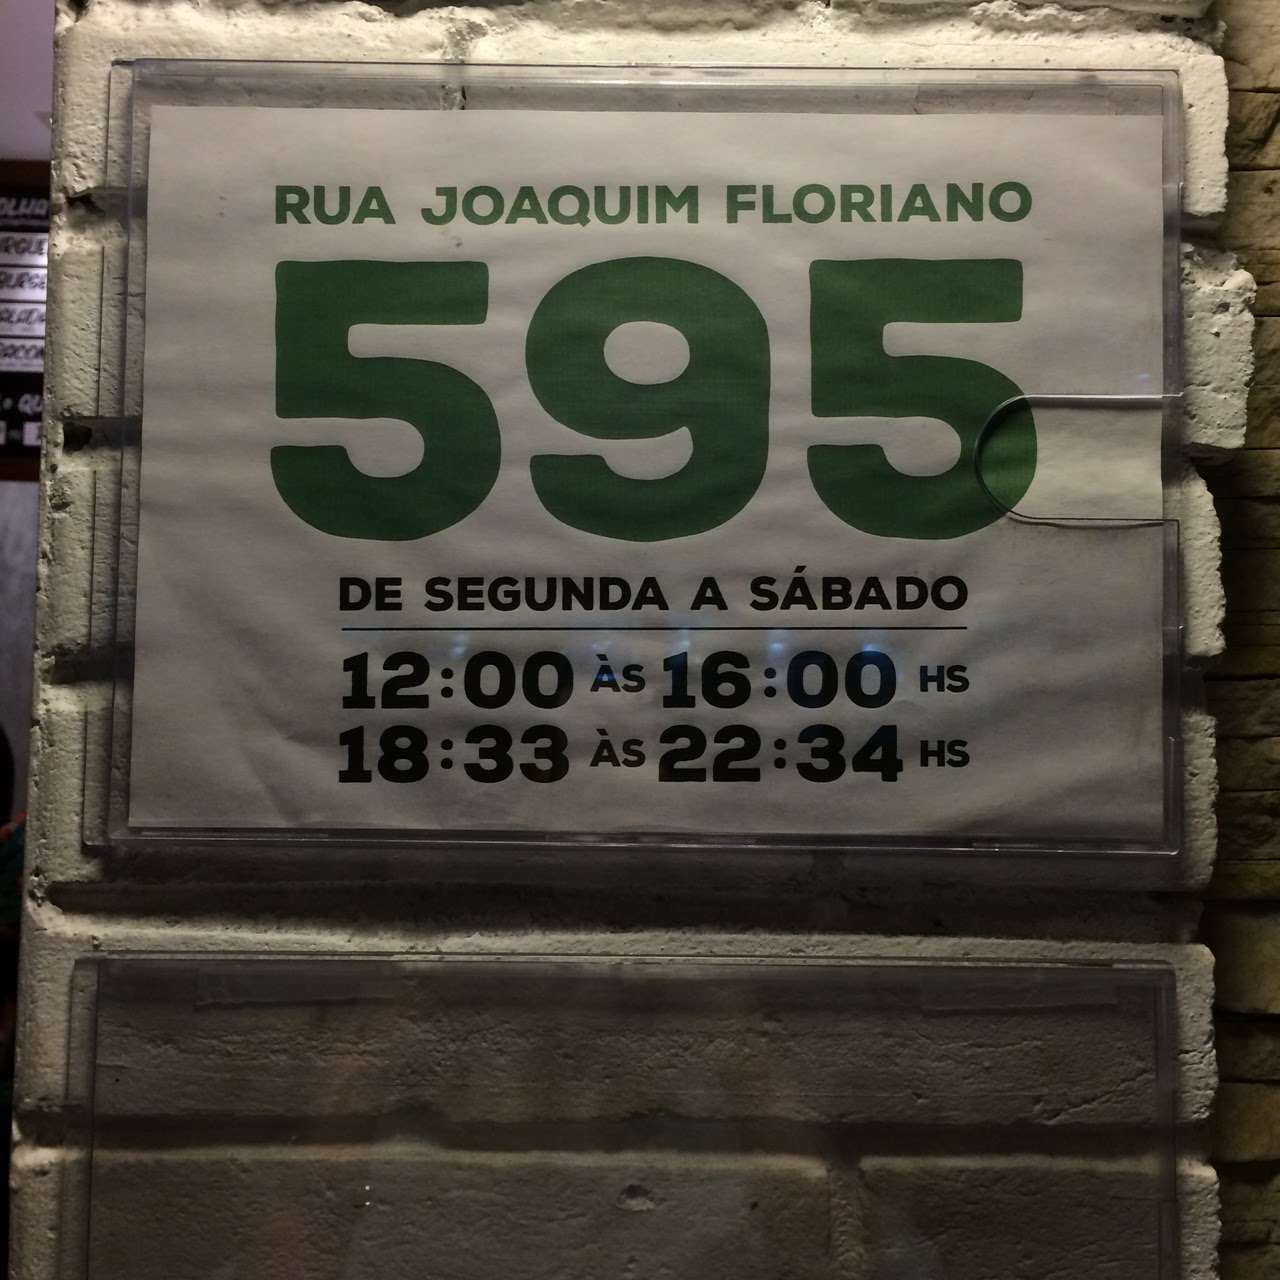 RUA JOAQUIM FLORIANO
595
DE SEGUNDA A SÁBADO
12:00 ÀS 16:00 HS
18:33 ÀS 22:34 HS